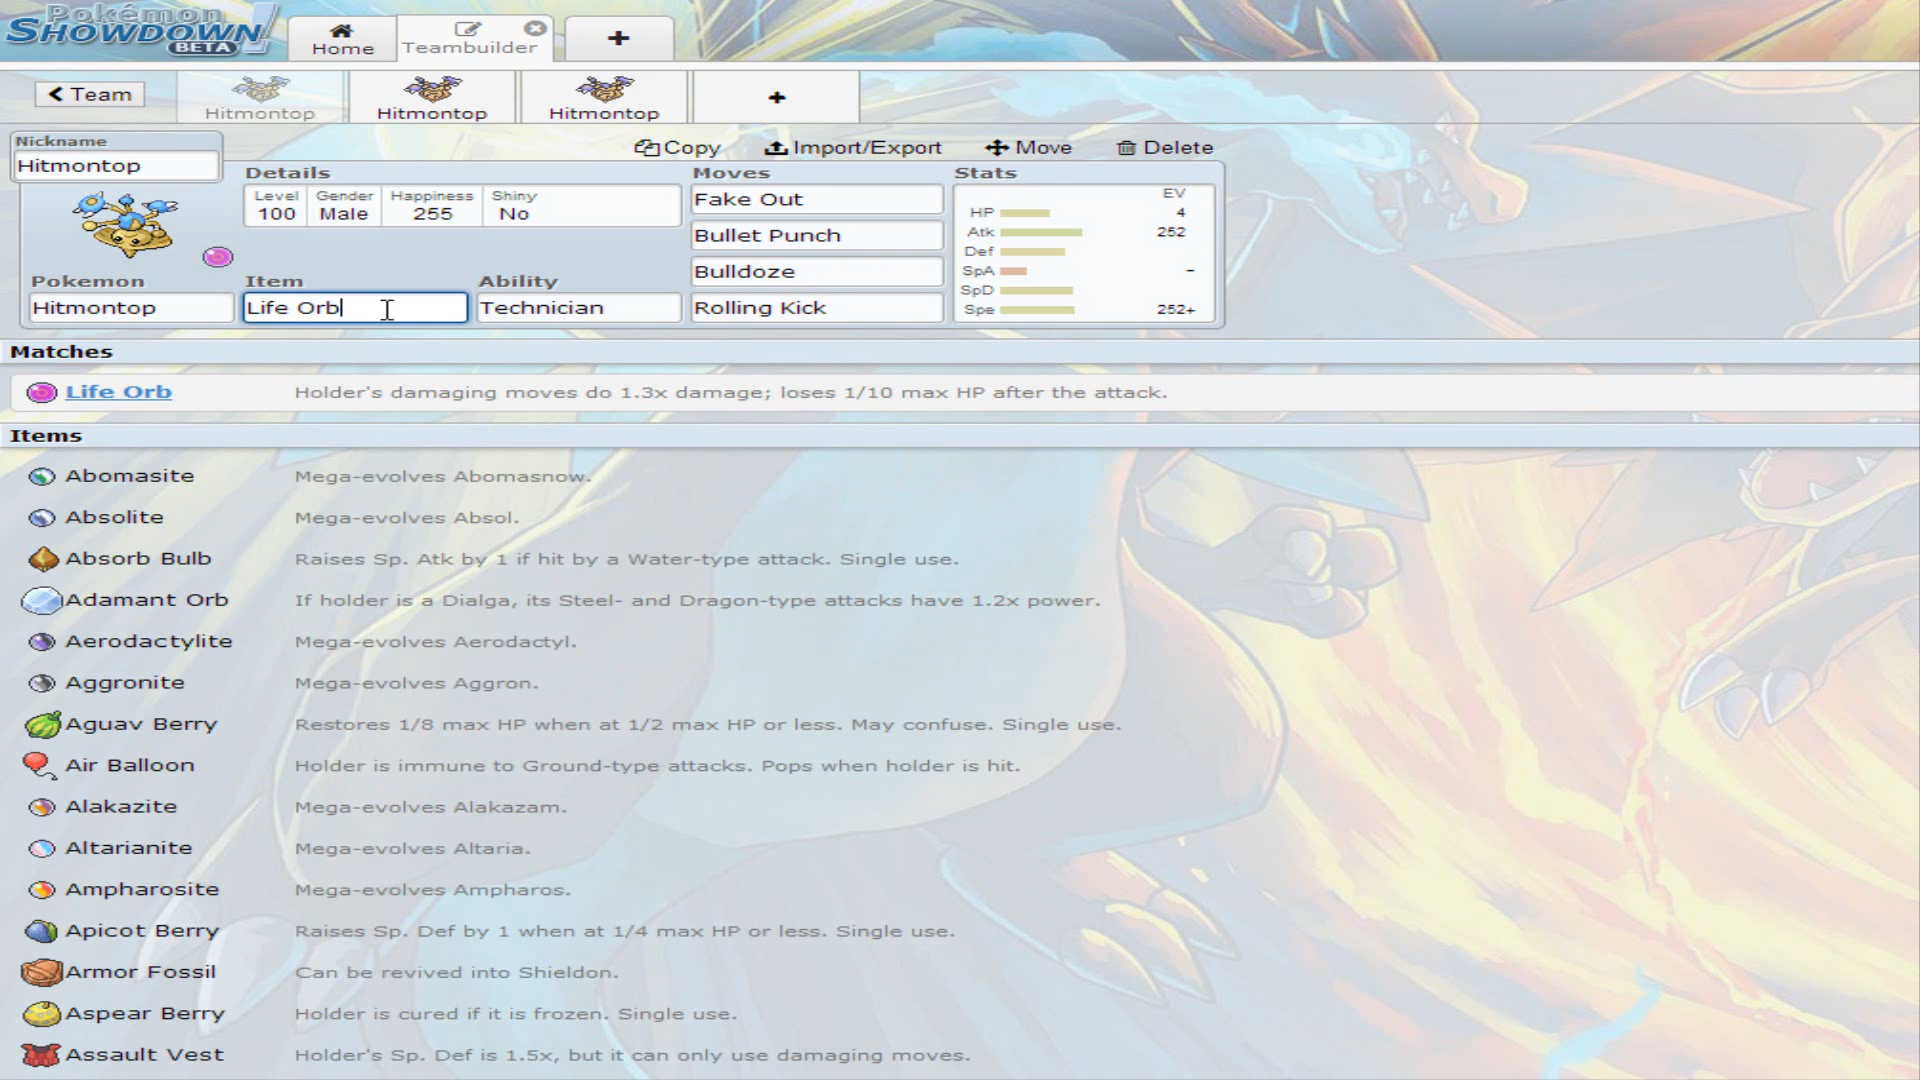 Pokémon
SHOWDOWN!
BETA
Home
Teambuilder
+
< Team
Hitmontop
Hitmontop
Hitmontop
+
Nickname
Hitmontop
Copy
Import/Export
Move
Delete
Details
Moves
Stats
Level
100
Gender
Male
Happiness
255
Shiny
No
Fake Out
Bullet Punch
Bulldoze
Rolling Kick
EV
HP 4
Atk 252
Def
SpA -
SpD
Spe 252+
Pokemon
Hitmontop
Item
Life Orb
Ability
Technician
Matches
Life Orb Holder's damaging moves do 1.3x damage; loses 1/10 max HP after the attack.
Items
Abomasite Mega-evolves Abomasnow.
Absolite Mega-evolves Absol.
Absorb Bulb Raises Sp. Atk by 1 if hit by a Water-type attack. Single use.
Adamant Orb If holder is a Dialga, its Steel- and Dragon-type attacks have 1.2x power.
Aerodactylite Mega-evolves Aerodactyl.
Aggronite Mega-evolves Aggron.
Aguav Berry Restores 1/8 max HP when at 1/2 max HP or less. May confuse. Single use.
Air Balloon Holder is immune to Ground-type attacks. Pops when holder is hit.
Alakazite Mega-evolves Alakazam.
Altarianite Mega-evolves Altaria.
Ampharosite Mega-evolves Ampharos.
Apicot Berry Raises Sp. Def by 1 when at 1/4 max HP or less. Single use.
Armor Fossil Can be revived into Shieldon.
Aspear Berry Holder is cured if it is frozen. Single use.
Assault Vest Holder's Sp. Def is 1.5x, but it can only use damaging moves.